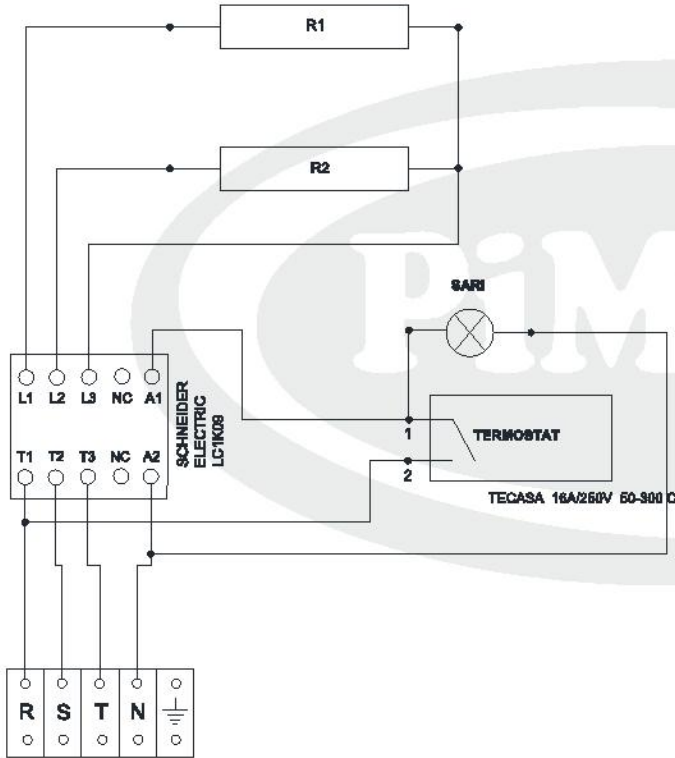 R1
R2
PiM
SARI
L1 L2 L3 NC A1
SCHNEIDER
ELECTRIC
LC1K09
T1 T2 T3 NC A2
1
TERMOSTAT
2
TECASA 16A/250V 50-300 C
R S T N